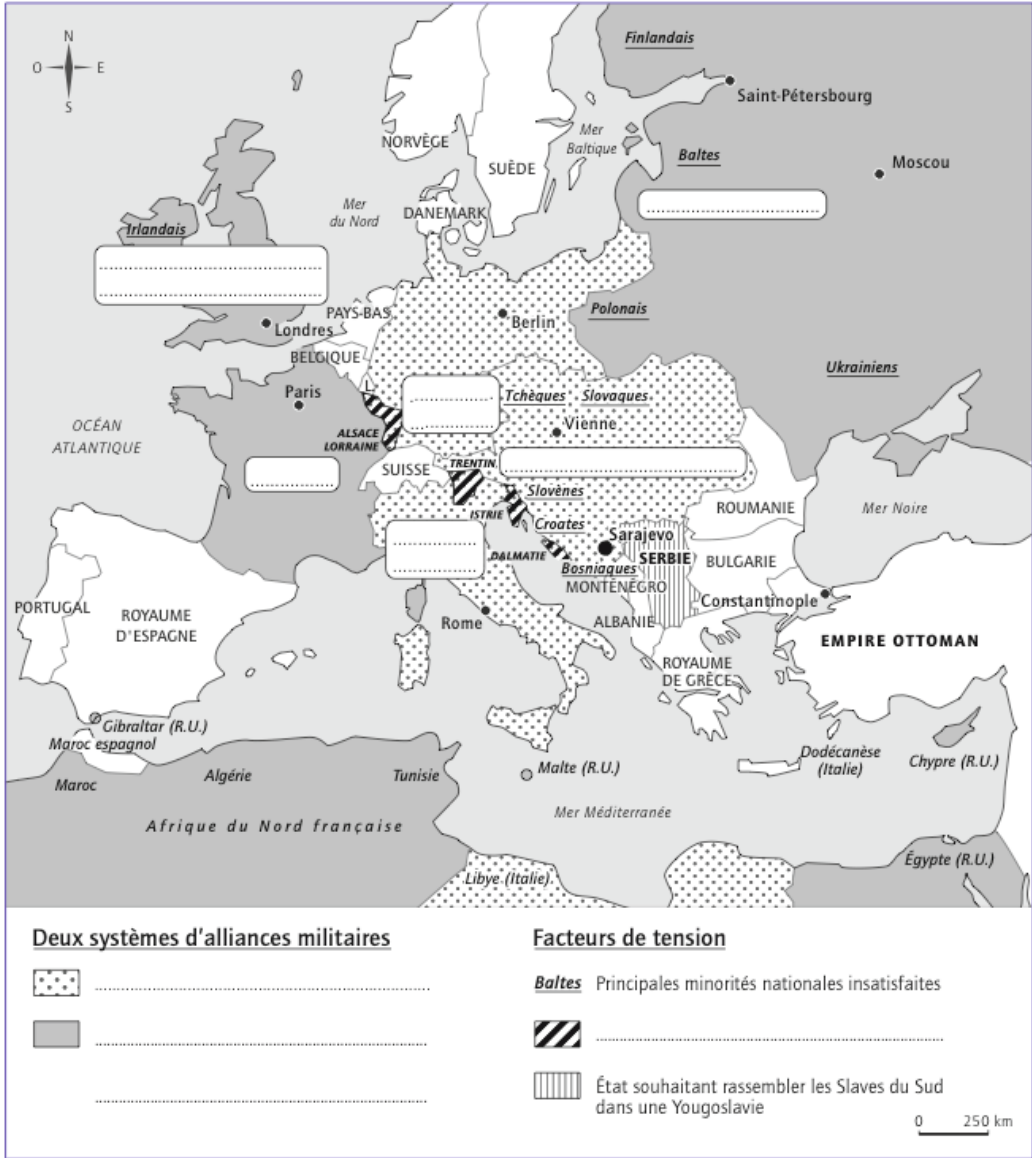 N
O E
S
Finlandais
Saint-Pétersbourg
Mer
Baltique
NORVÈGE
SUÈDE
Baltes
Moscou
Mer
du Nord
DANEMARK
Irlandais
PAYS-BAS
Berlin
Polonais
Londres
BELGIQUE
L.
Ukrainiens
Paris
Tchèques Slovaques
Vienne
OCÉAN
ATLANTIQUE
ALSACE
LORRAINE
SUISSE
TRENTIN
Slovènes
ISTRIE
ROUMANIE
Mer Noire
Croates
Sarajevo
DALMATIE
SERBIE
BULGARIE
Bosniaques
MONTÉNÉGRO
Constantinople
PORTUGAL
ROYAUME
D'ESPAGNE
Rome
ALBANIE
EMPIRE OTTOMAN
ROYAUME
DE GRÈCE
Gibraltar (R.U.)
Maroc espagnol
Maroc
Algérie
Tunisie
Malte (R.U.)
Dodécanèse
(Italie)
Chypre (R.U.)
Mer Méditerranée
Afrique du Nord française
Égypte (R.U.)
Libye (Italie)
Deux systèmes d'alliances militaires
Facteurs de tension
Baltes Principales minorités nationales insatisfaites
État souhaitant rassembler les Slaves du Sud
dans une Yougoslavie
0 250 km